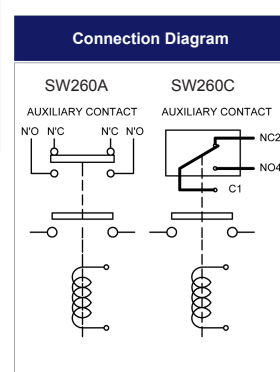 Connection Diagram
SW260A SW260C
AUXILIARY CONTACT AUXILIARY CONTACT
N'O N'C N'C N'O
NC2
NO4
C1